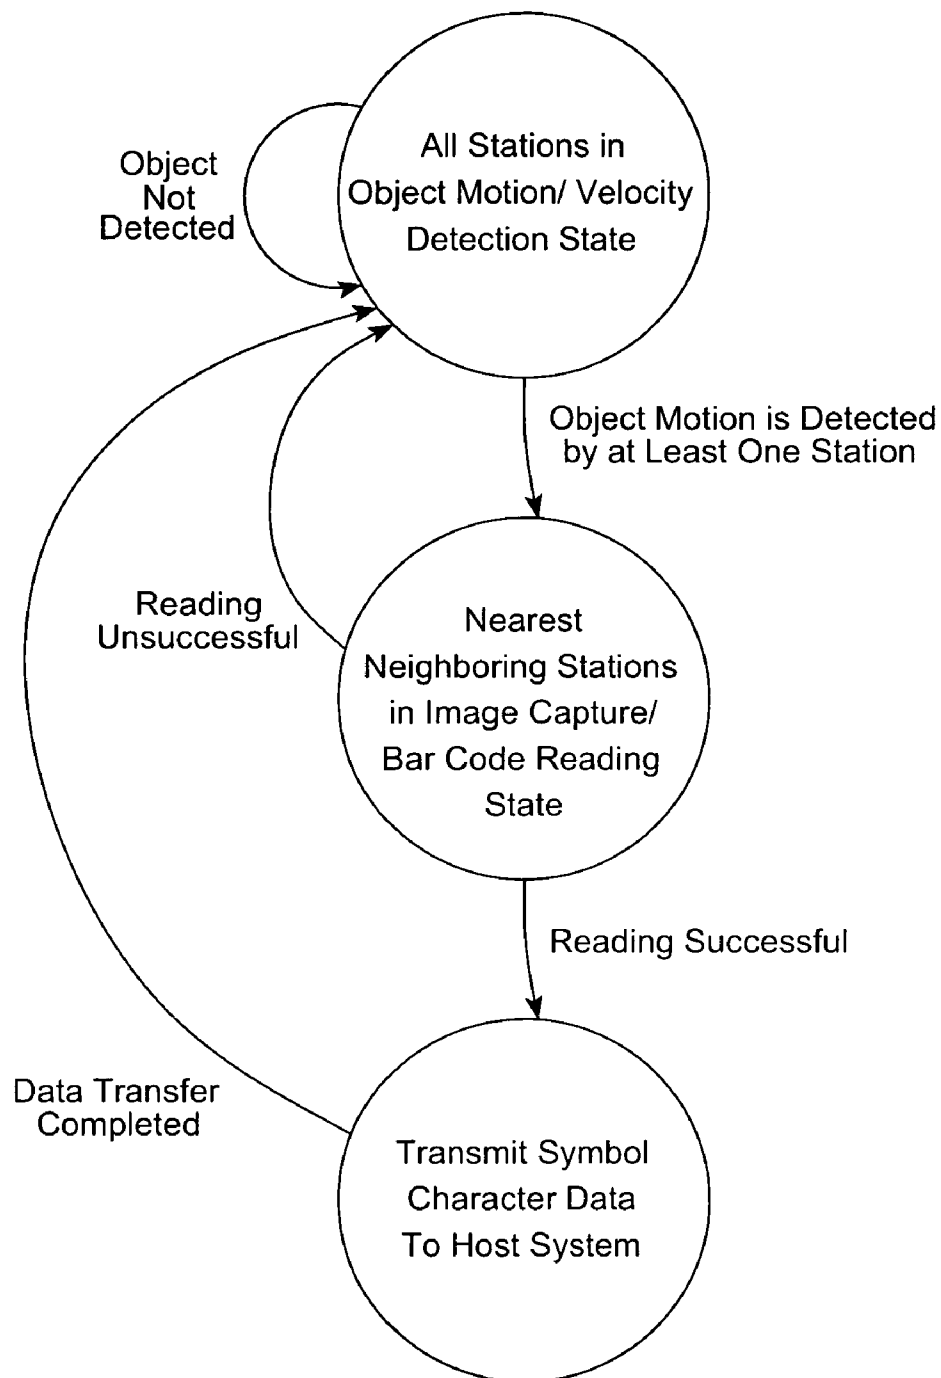 All Stations in
Object Motion/ Velocity
Detection State
Object
Not
Detected
Object Motion is Detected
by at Least One Station
Reading
Unsuccessful
Nearest
Neighboring Stations
in Image Capture/
Bar Code Reading
State
Reading Successful
Data Transfer
Completed
Transmit Symbol
Character Data
To Host System